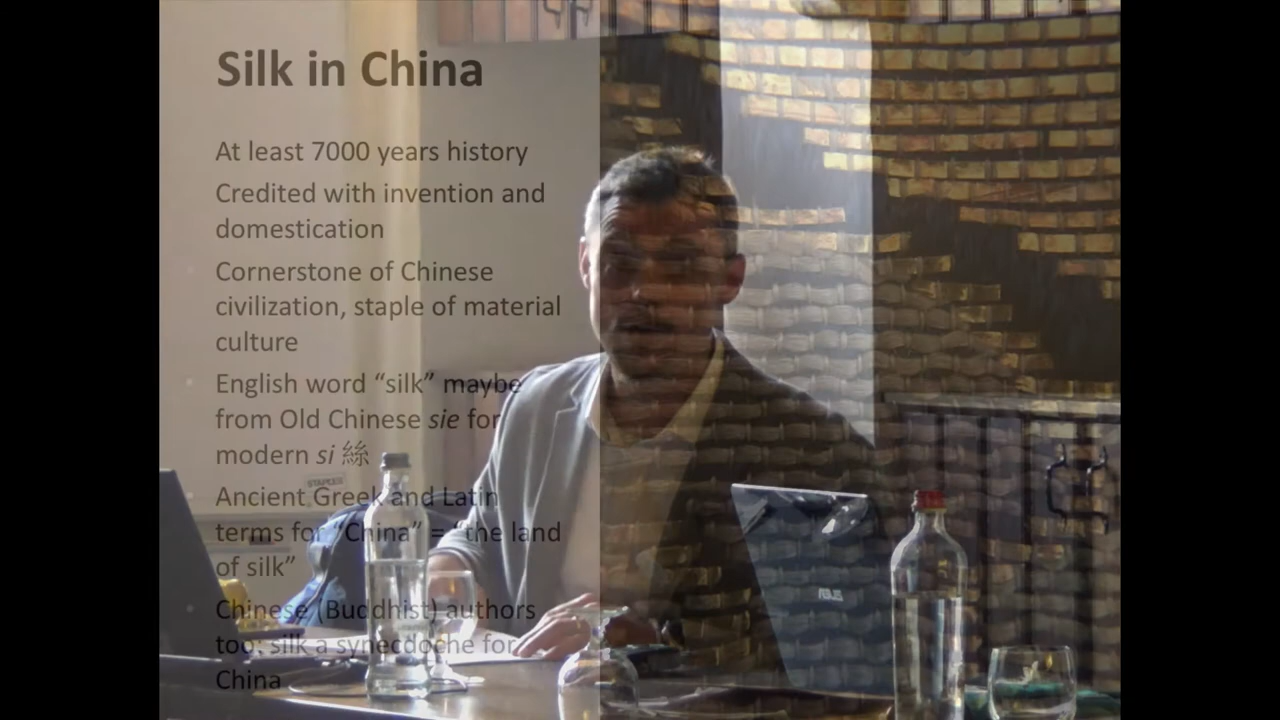 Silk in China
At least 7000 years history
Credited with invention and
domestication
Cornerstone of Chinese
civilization, staple of material
culture
English word “silk” maybe
from Old Chinese sie for
modern si 絲
Ancient Greek and Latin
terms for “China” = “the land
of silk”
Chinese (Buddhist) authors
too: silk a synecdoche for
China
STAPLES
ASUS